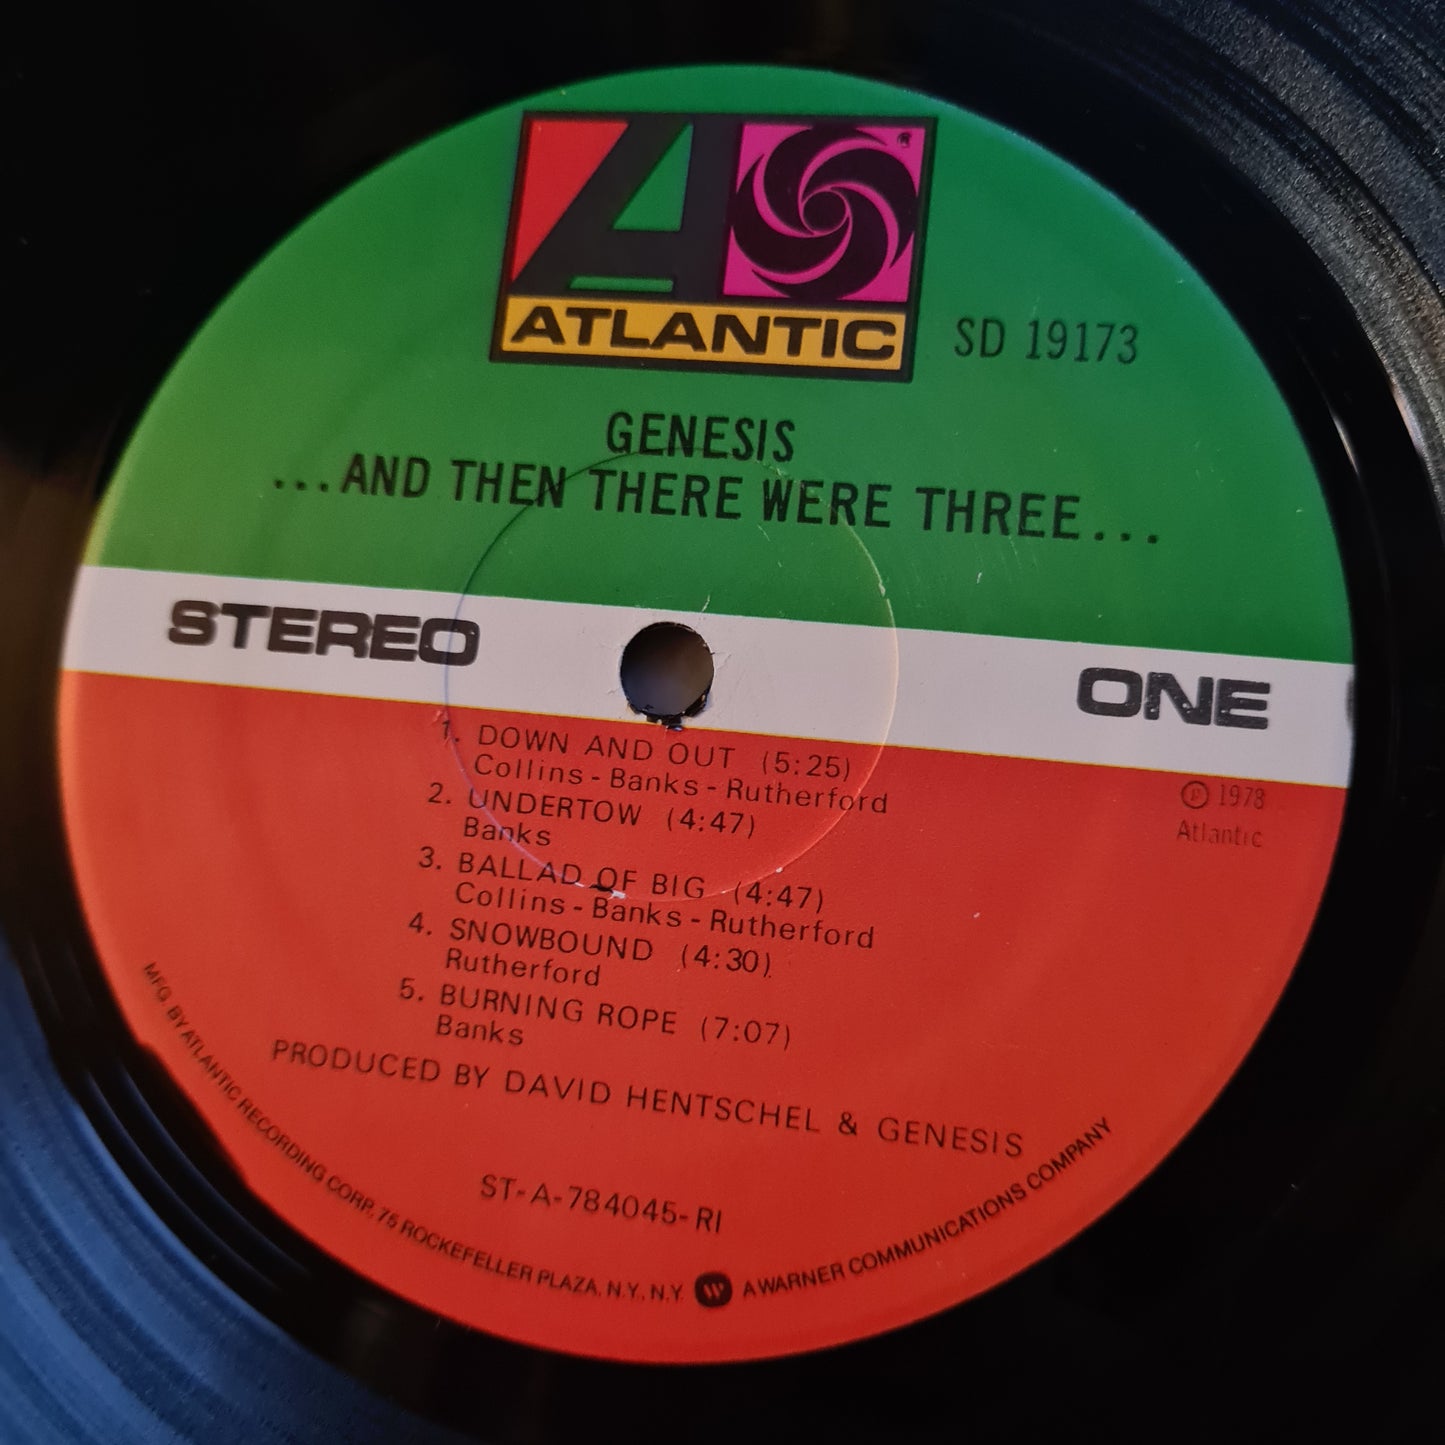 ATLANTIC
SD 19173
GENESIS
...AND THEN THERE WERE THREE...
STEREO
ONE
1. DOWN AND OUT (5:25)
Collins-Banks-Rutherford
2. UNDERTOW (4:47)
Banks
3. BALLAD OF BIG (4:47)
Collins-Banks-Rutherford
4. SNOWBOUND (4:30)
Rutherford
5. BURNING ROPE (7:07)
Banks
℗ 1978
Atlantic
PRODUCED BY DAVID HENTSCHEL & GENESIS
ST-A-784045-RI
MFG. BY ATLANTIC RECORDING CORP., 75 ROCKEFELLER PLAZA, N.Y., N.Y. W A WARNER COMMUNICATIONS COMPANY